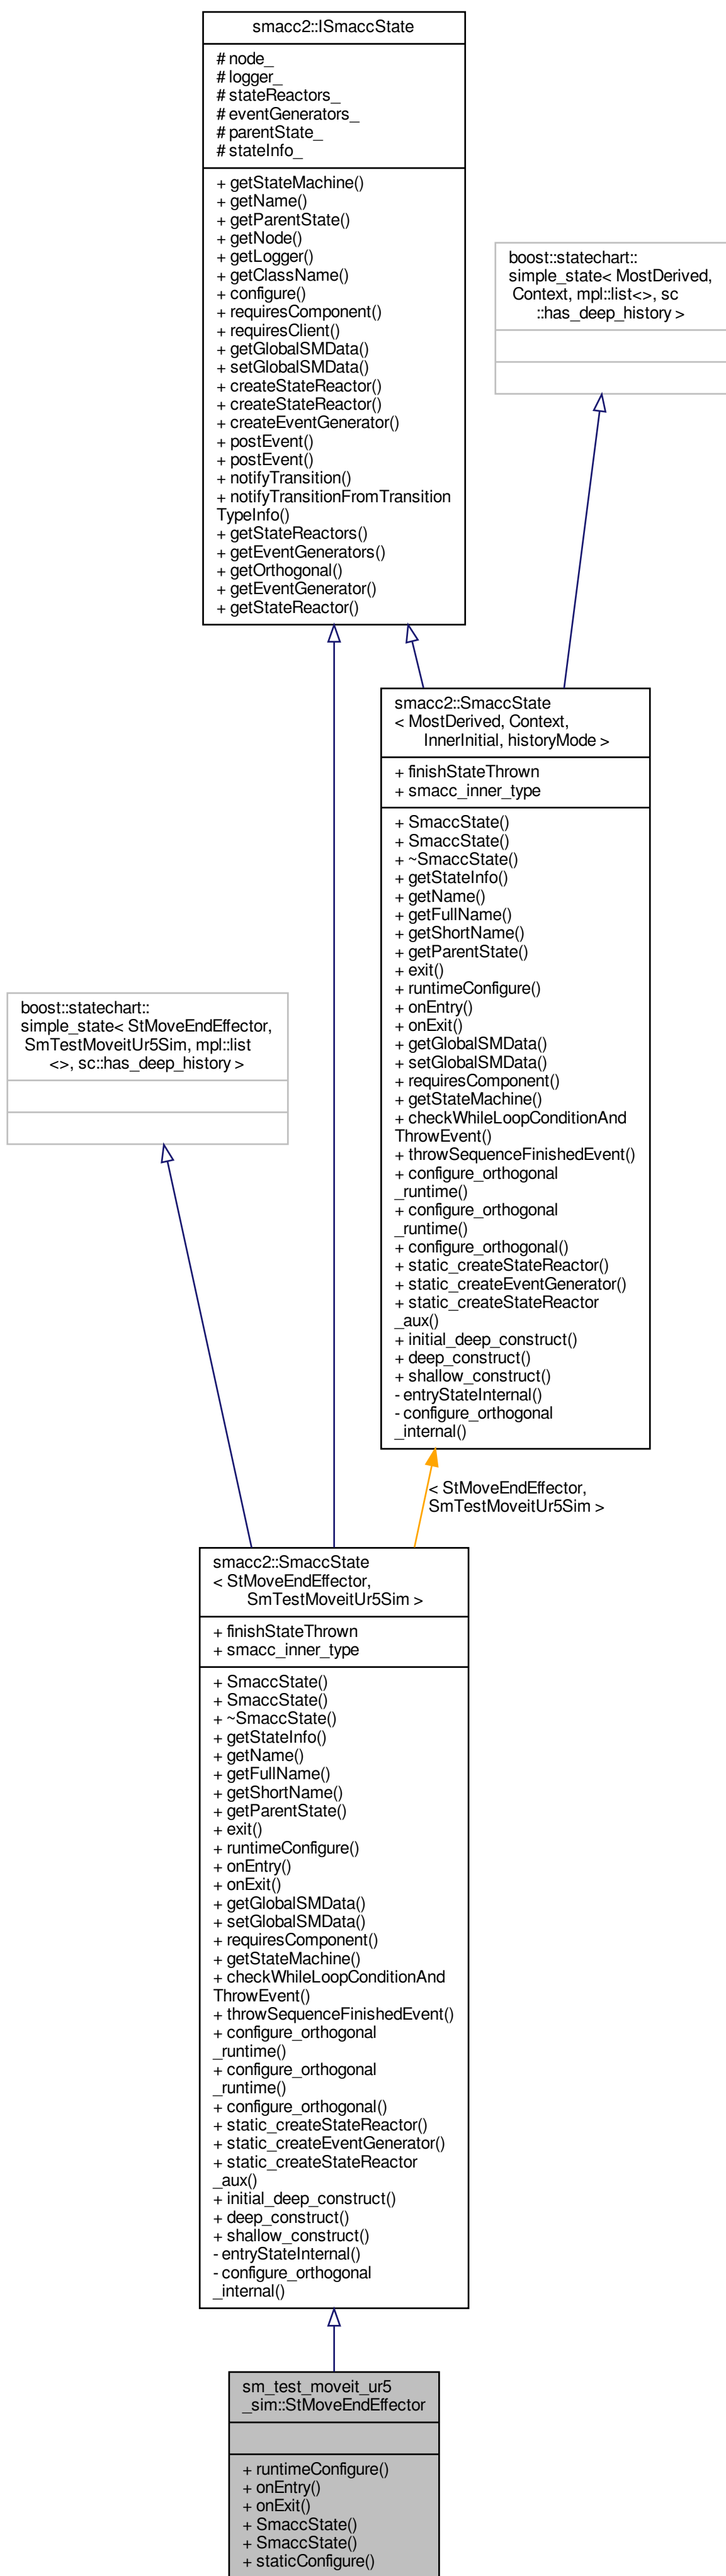 smacc2::ISmaccState
# node_
# logger_
# stateReactors_
# eventGenerators_
# parentState_
# stateInfo_
+ getStateMachine()
+ getName()
+ getParentState()
+ getNode()
+ getLogger()
+ getClassName()
+ configure()
+ requiresComponent()
+ requiresClient()
+ getGlobalSMData()
+ setGlobalSMData()
+ createStateReactor()
+ createStateReactor()
+ createEventGenerator()
+ postEvent()
+ postEvent()
+ notifyTransition()
+ notifyTransitionFromTransition
TypeInfo()
+ getStateReactors()
+ getEventGenerators()
+ getOrthogonal()
+ getEventGenerator()
+ getStateReactor()
boost::statechart::
simple_state< MostDerived,
Context, mpl::list<>, sc
::has_deep_history >
smacc2::SmaccState
< MostDerived, Context,
InnerInitial, historyMode >
+ finishStateThrown
+ smacc_inner_type
+ SmaccState()
+ SmaccState()
+ ~SmaccState()
+ getStateInfo()
+ getName()
+ getFullName()
+ getShortName()
+ getParentState()
+ exit()
+ runtimeConfigure()
+ onEntry()
+ onExit()
+ getGlobalSMData()
+ setGlobalSMData()
+ requiresComponent()
+ getStateMachine()
+ checkWhileLoopConditionAnd
ThrowEvent()
+ throwSequenceFinishedEvent()
+ configure_orthogonal
_runtime()
+ configure_orthogonal
_runtime()
+ configure_orthogonal()
+ static_createStateReactor()
+ static_createEventGenerator()
+ static_createStateReactor
_aux()
+ initial_deep_construct()
+ deep_construct()
+ shallow_construct()
- entryStateInternal()
- configure_orthogonal
_internal()
boost::statechart::
simple_state< StMoveEndEffector,
SmTestMoveitUr5Sim, mpl::list
<>, sc::has_deep_history >
< StMoveEndEffector,
SmTestMoveitUr5Sim >
smacc2::SmaccState
< StMoveEndEffector,
SmTestMoveitUr5Sim >
+ finishStateThrown
+ smacc_inner_type
+ SmaccState()
+ SmaccState()
+ ~SmaccState()
+ getStateInfo()
+ getName()
+ getFullName()
+ getShortName()
+ getParentState()
+ exit()
+ runtimeConfigure()
+ onEntry()
+ onExit()
+ getGlobalSMData()
+ setGlobalSMData()
+ requiresComponent()
+ getStateMachine()
+ checkWhileLoopConditionAnd
ThrowEvent()
+ throwSequenceFinishedEvent()
+ configure_orthogonal
_runtime()
+ configure_orthogonal
_runtime()
+ configure_orthogonal()
+ static_createStateReactor()
+ static_createEventGenerator()
+ static_createStateReactor
_aux()
+ initial_deep_construct()
+ deep_construct()
+ shallow_construct()
- entryStateInternal()
- configure_orthogonal
_internal()
sm_test_moveit_ur5
_sim::StMoveEndEffector
+ runtimeConfigure()
+ onEntry()
+ onExit()
+ SmaccState()
+ SmaccState()
+ staticConfigure()